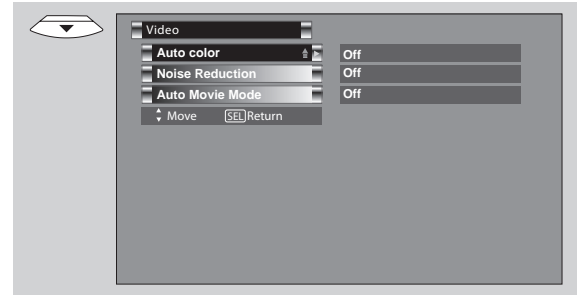 Video
Auto color Off
Noise Reduction Off
Auto Movie Mode Off
Move SEL Return